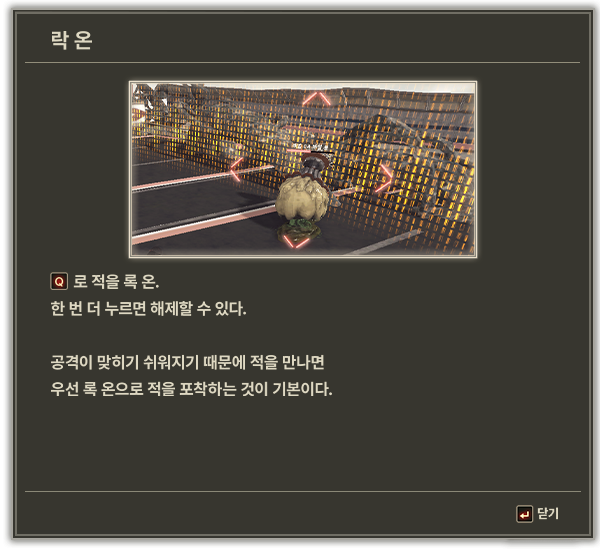 락 온
Q 로 적을 록 온.
한 번 더 누르면 해제할 수 있다.
공격이 맞히기 쉬워지기 때문에 적을 만나면
우선 록 온으로 적을 포착하는 것이 기본이다.
닫기